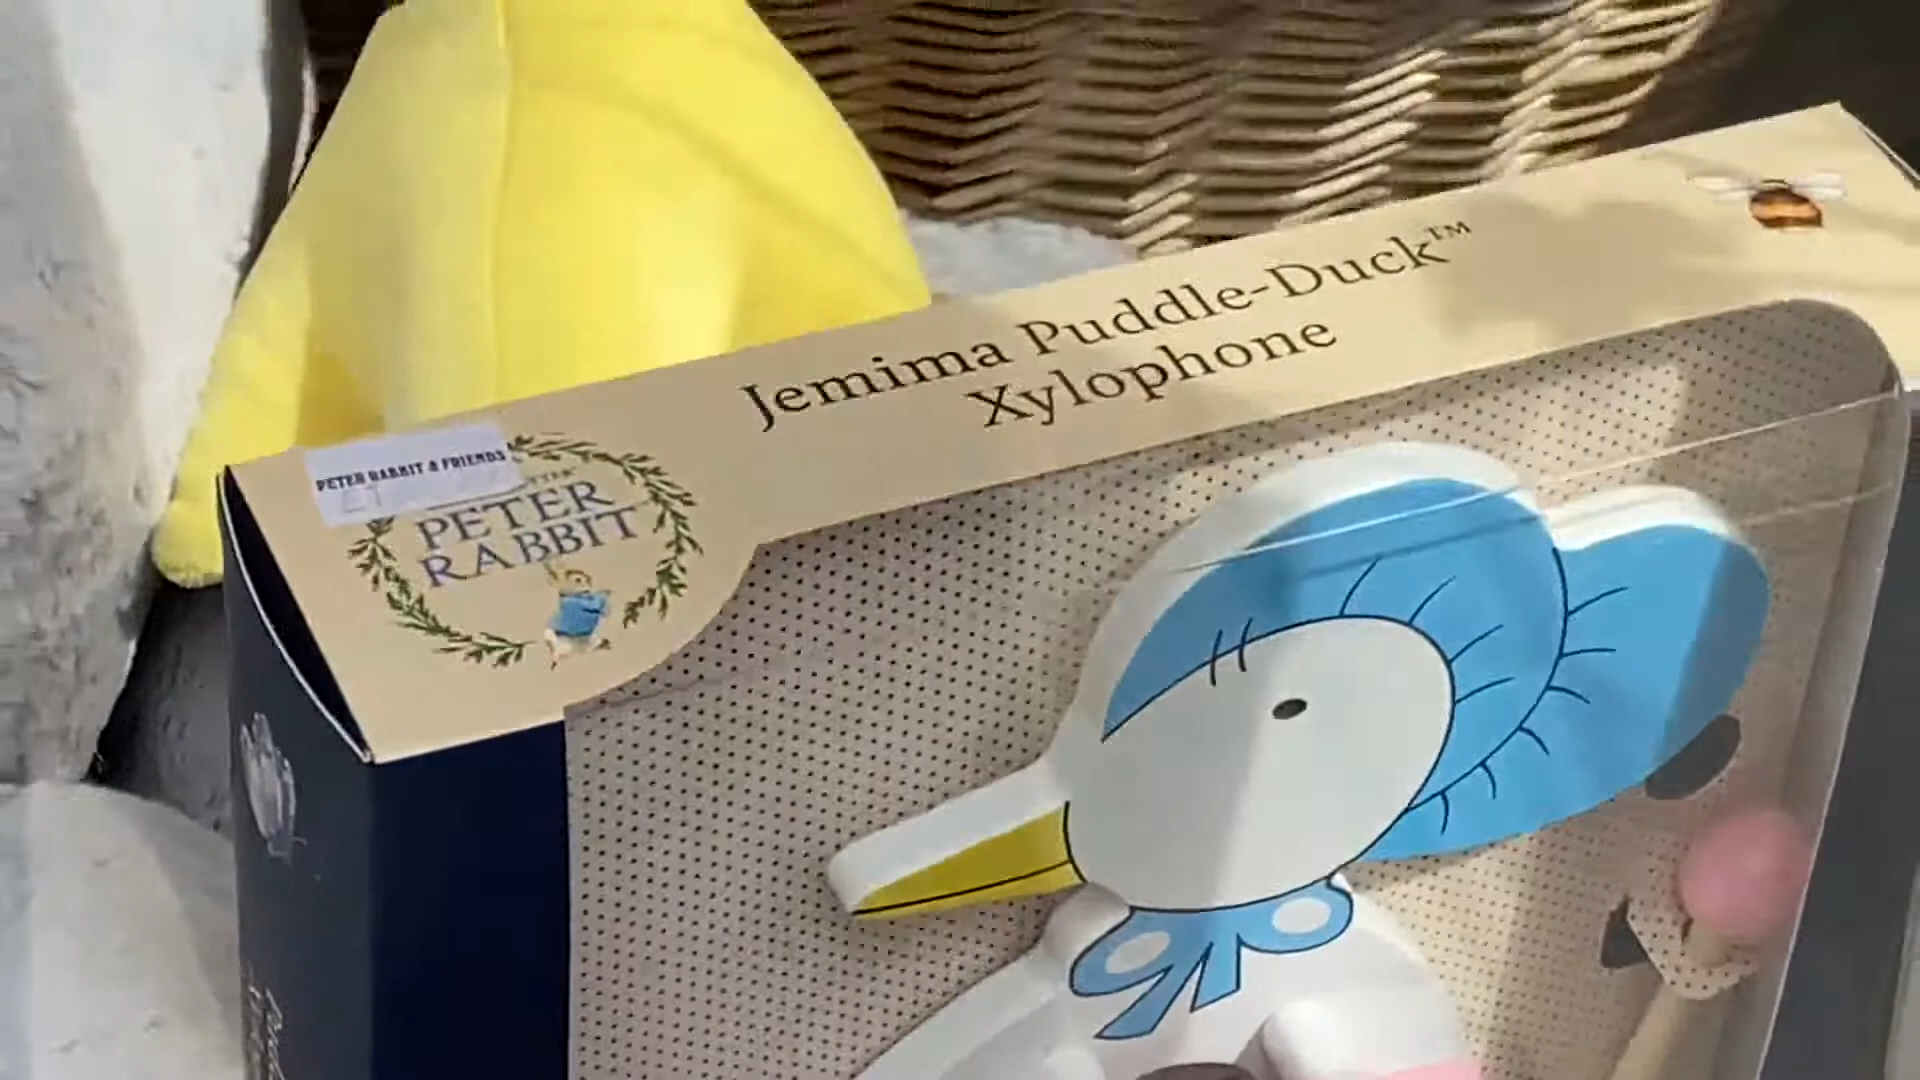 Jemima Puddle-Duck™
Xylophone
PETER RABBIT & FRIENDS
PETER
RABBIT